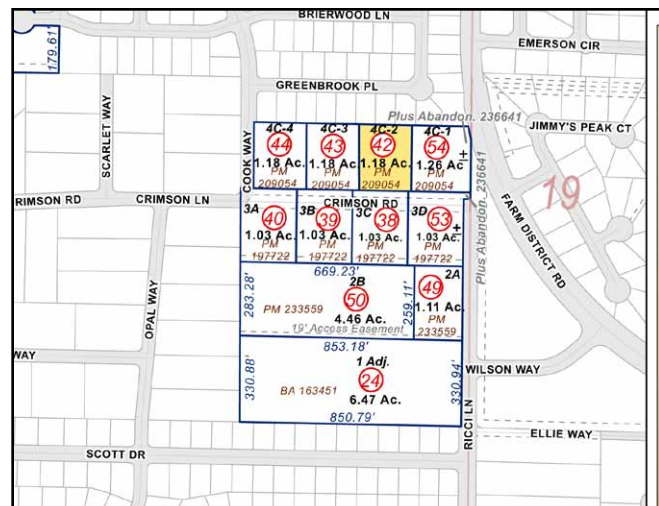 BRIERWOOD LN
EMERSON CIR
179.61'
GREENBROOK PL
Plus Abandon. 236641
JIMMY'S PEAK CT
SCARLET WAY
COOK WAY
4C-4 4C-3 4C-2 4C-1
44 43 42 54
1.18 Ac. 1.18 Ac. 1.18 Ac. 1.26 Ac
PM PM PM PM
209054 209054 209054 209054
±
Plus Abandon. 236641
19
FARM DISTRICT RD
RIMSON RD CRIMSON LN
CRIMSON RD
3A 3B 3C 3D
40 39 38 53
1.03 Ac. 1.03 Ac. 1.03 Ac. 1.03 Ac.
±
PM PM PM PM
197722 197722 197722 197722
669.23'
2B
2A
283.28'
50
259.11'
49
OPAL WAY
PM 233559
4.46 Ac.
1.11 Ac.
PM
233559
19' Access Easement
853.18'
WAY
WILSON WAY
330.88'
1 Adj.
24
330.94'
BA 163451
6.47 Ac.
850.79'
RICCI LN
ELLIE WAY
SCOTT DR